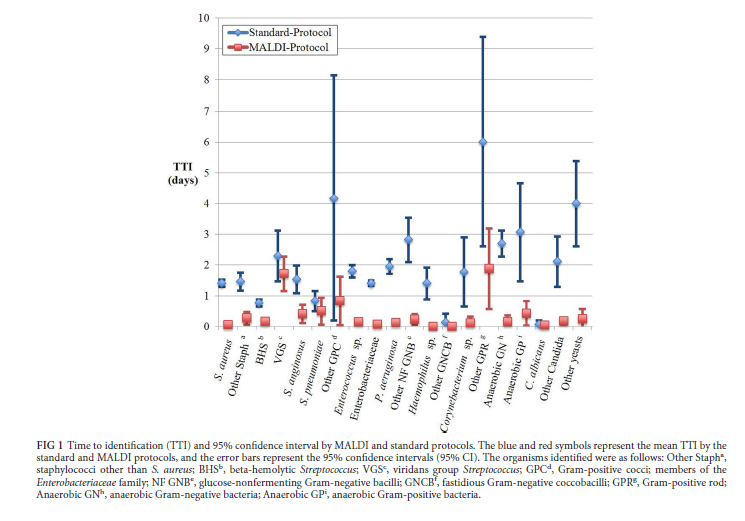 10
9
8
7
6
5
4
3
2
1
0
TTI
(days)
Standard-Protocol
MALDI-Protocol
S. aureus
Other Staph ᵃ
BHS ᵇ
VGS ᶜ
S. anginosus
S. pneumoniae
Other GPC ᵈ
Enterococcus sp.
Enterobacteriaceae
P. aeruginosa
Other NF GNB ᵉ
Haemophilus sp.
Other GNCB ᶠ
Corynebacterium sp.
Other GPR ᵍ
Anaerobic GN ʰ
Anaerobic GP ⁱ
C. albicans
Other Candida
Other yeasts
FIG 1 Time to identification (TTI) and 95% confidence interval by MALDI and standard protocols. The blue and red symbols represent the mean TTI by the
standard and MALDI protocols, and the error bars represent the 95% confidence intervals (95% CI). The organisms identified were as follows: Other Staphᵃ,
staphylococci other than S. aureus; BHSᵇ, beta-hemolytic Streptococcus; VGSᶜ, viridans group Streptococcus; GPCᵈ, Gram-positive cocci; members of the
Enterobacteriaceae family; NF GNBᵉ, glucose-nonfermenting Gram-negative bacilli; GNCBᶠ, fastidious Gram-negative coccobacilli; GPRᵍ, Gram-positive rod;
Anaerobic GNʰ, anaerobic Gram-negative bacteria; Anaerobic GPⁱ, anaerobic Gram-positive bacteria.